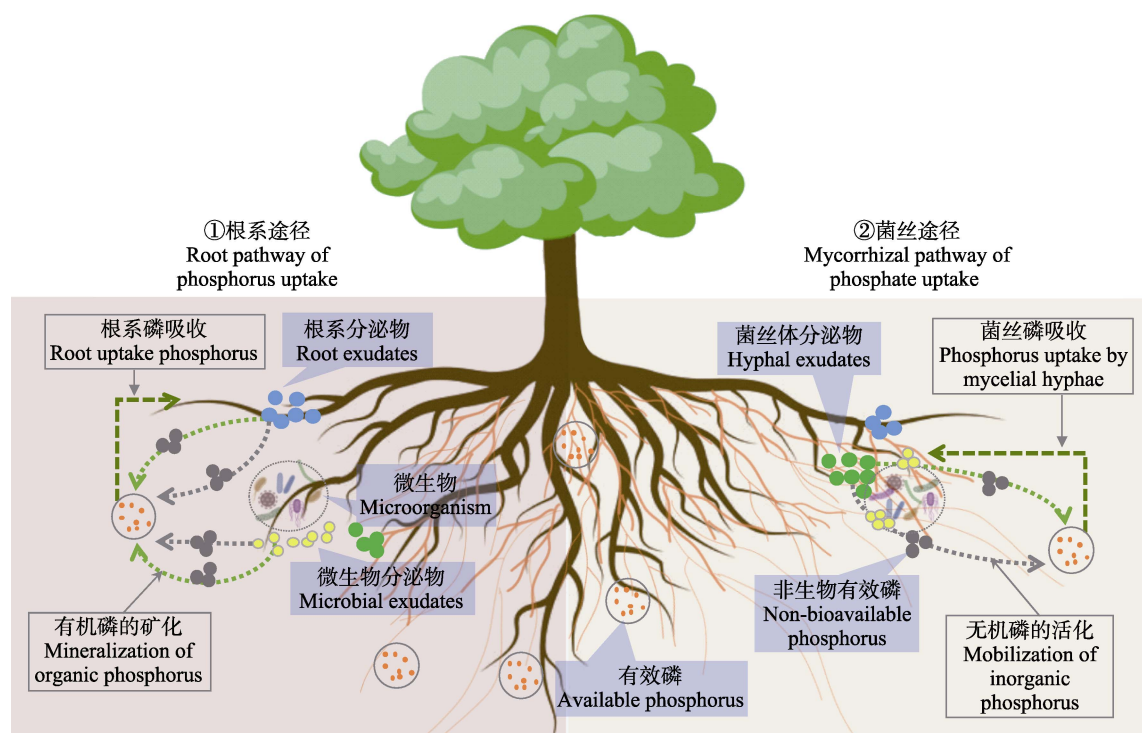 ①根系途径
Root pathway of
phosphorus uptake
②菌丝途径
Mycorrhizal pathway of
phosphate uptake
根系磷吸收
Root uptake phosphorus
根系分泌物
Root exudates
菌丝体分泌物
Hyphal exudates
菌丝磷吸收
Phosphorus uptake by
mycelial hyphae
微生物
Microorganism
微生物分泌物
Microbial exudates
非生物有效磷
Non-bioavailable
phosphorus
有机磷的矿化
Mineralization of
organic phosphorus
有效磷
Available phosphorus
无机磷的活化
Mobilization of
inorganic
phosphorus